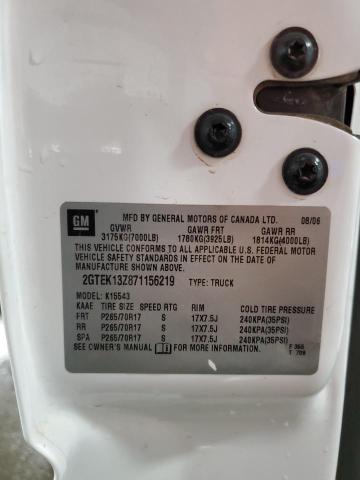 GM
MFD BY GENERAL MOTORS OF CANADA LTD. 08/06
GVWR GAWR FRT GAWR RR
3175KG(7000LB) 1780KG(3925LB) 1814KG(4000LB)
THIS VEHICLE CONFORMS TO ALL APPLICABLE U.S. FEDERAL MOTOR
VEHICLE SAFETY STANDARDS IN EFFECT ON THE DATE OF
MANUFACTURE SHOWN ABOVE.
2GTEK13Z871156219 TYPE: TRUCK
MODEL: K15543
KAAE TIRE SIZE SPEED RTG RIM COLD TIRE PRESSURE
FRT P265/70R17 S 17X7.5J 240KPA(35PSI)
RR P265/70R17 S 17X7.5J 240KPA(35PSI)
SPA P265/70R17 S 17X7.5J 240KPA(35PSI)
SEE OWNER'S MANUAL FOR MORE INFORMATION.